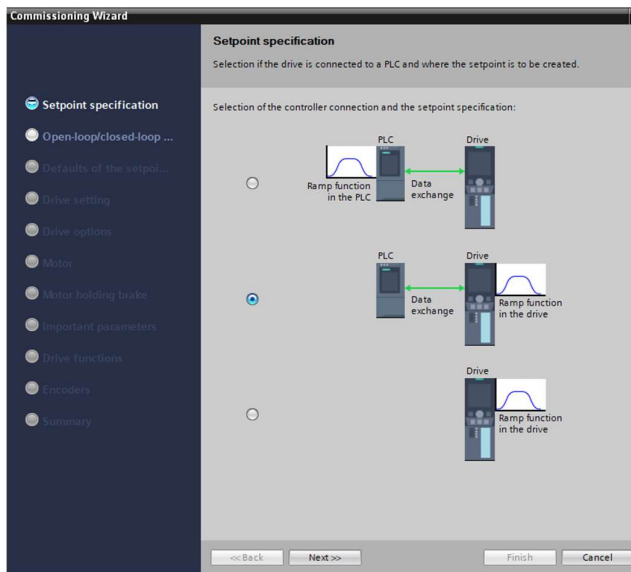 Commissioning Wizard
Setpoint specification
Selection if the drive is connected to a PLC and where the setpoint is to be created.
Setpoint specification
Open-loop/closed-loop ...
Defaults of the setpoi...
Drive setting
Drive options
Motor
Motor holding brake
Important parameters
Drive functions
Encoders
Summary
Selection of the controller connection and the setpoint specification:
PLC
Drive
Ramp function
in the PLC
Data
exchange
PLC
Drive
Data
exchange
Ramp function
in the drive
Drive
Ramp function
in the drive
<< Back
Next >>
Finish
Cancel